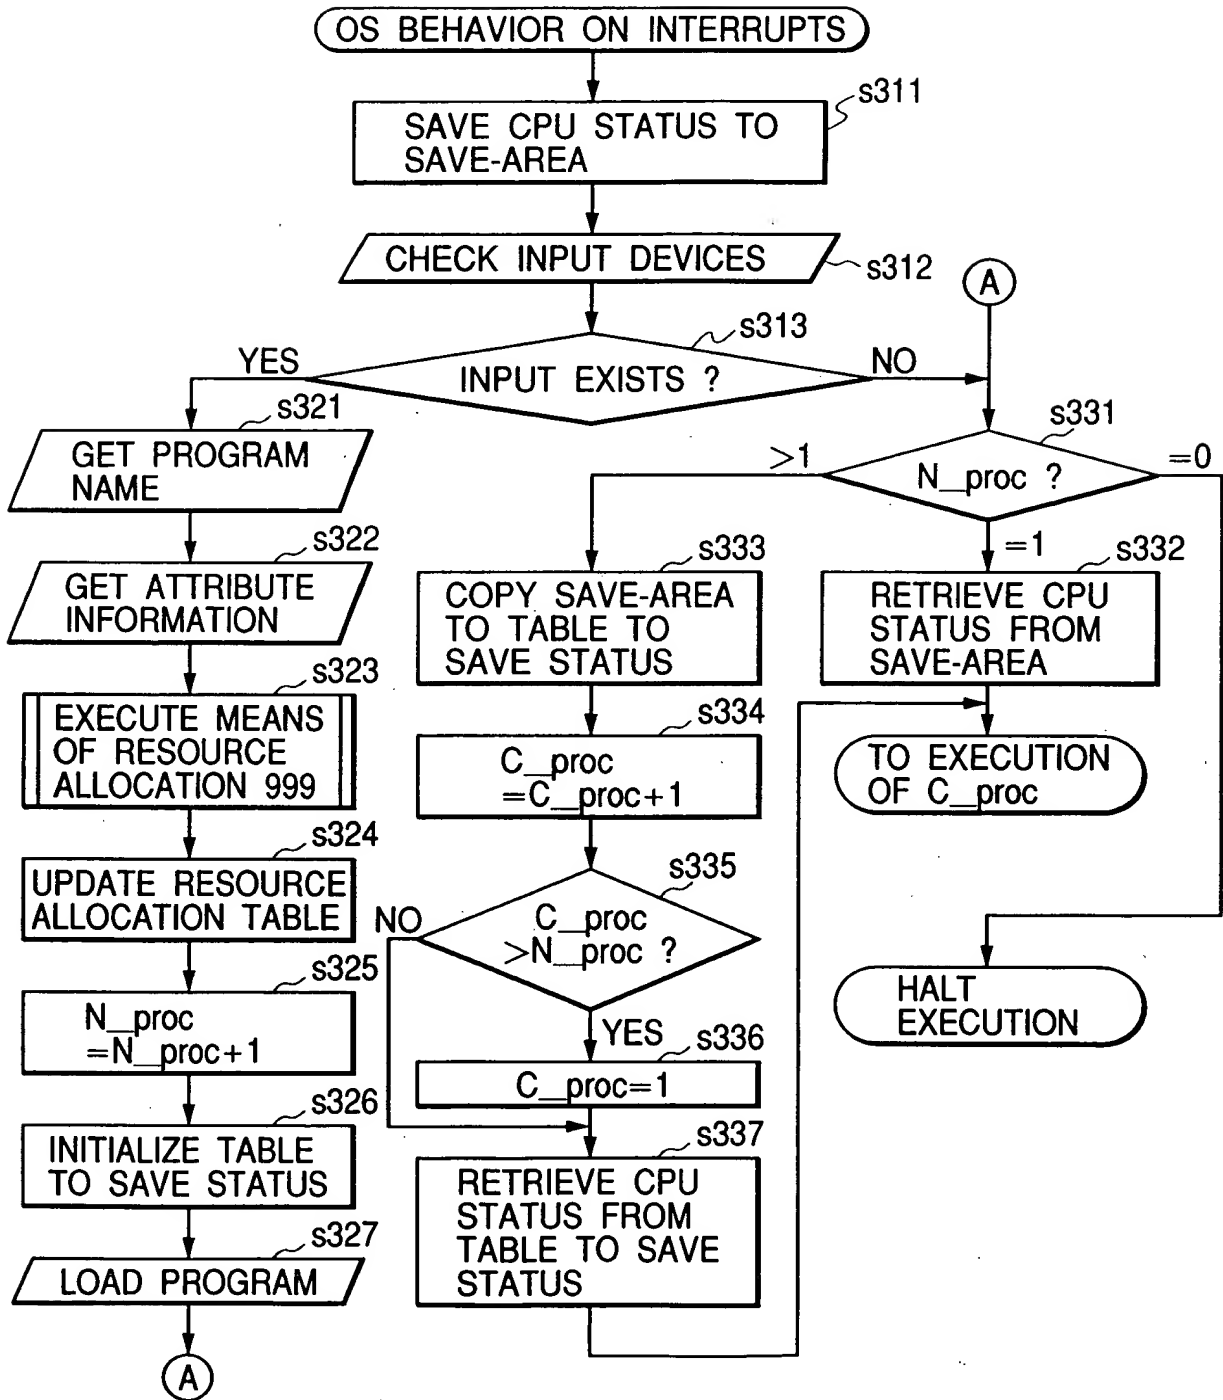 OS BEHAVIOR ON INTERRUPTS
s311
SAVE CPU STATUS TO
SAVE-AREA
CHECK INPUT DEVICES
s312
A
s313
YES
INPUT EXISTS ?
NO
s321
GET PROGRAM
NAME
s322
GET ATTRIBUTE
INFORMATION
s323
EXECUTE MEANS
OF RESOURCE
ALLOCATION 999
s324
UPDATE RESOURCE
ALLOCATION TABLE
s325
N_proc
=N_proc+1
s326
INITIALIZE TABLE
TO SAVE STATUS
s327
LOAD PROGRAM
A
s331
>1
N_proc ?
=0
=1
s333
COPY SAVE-AREA
TO TABLE TO
SAVE STATUS
s334
C_proc
=C_proc+1
s335
NO
C_proc
>N_proc ?
YES
s336
C_proc=1
s337
RETRIEVE CPU
STATUS FROM
TABLE TO SAVE
STATUS
s332
RETRIEVE CPU
STATUS FROM
SAVE-AREA
TO EXECUTION
OF C_proc
HALT
EXECUTION